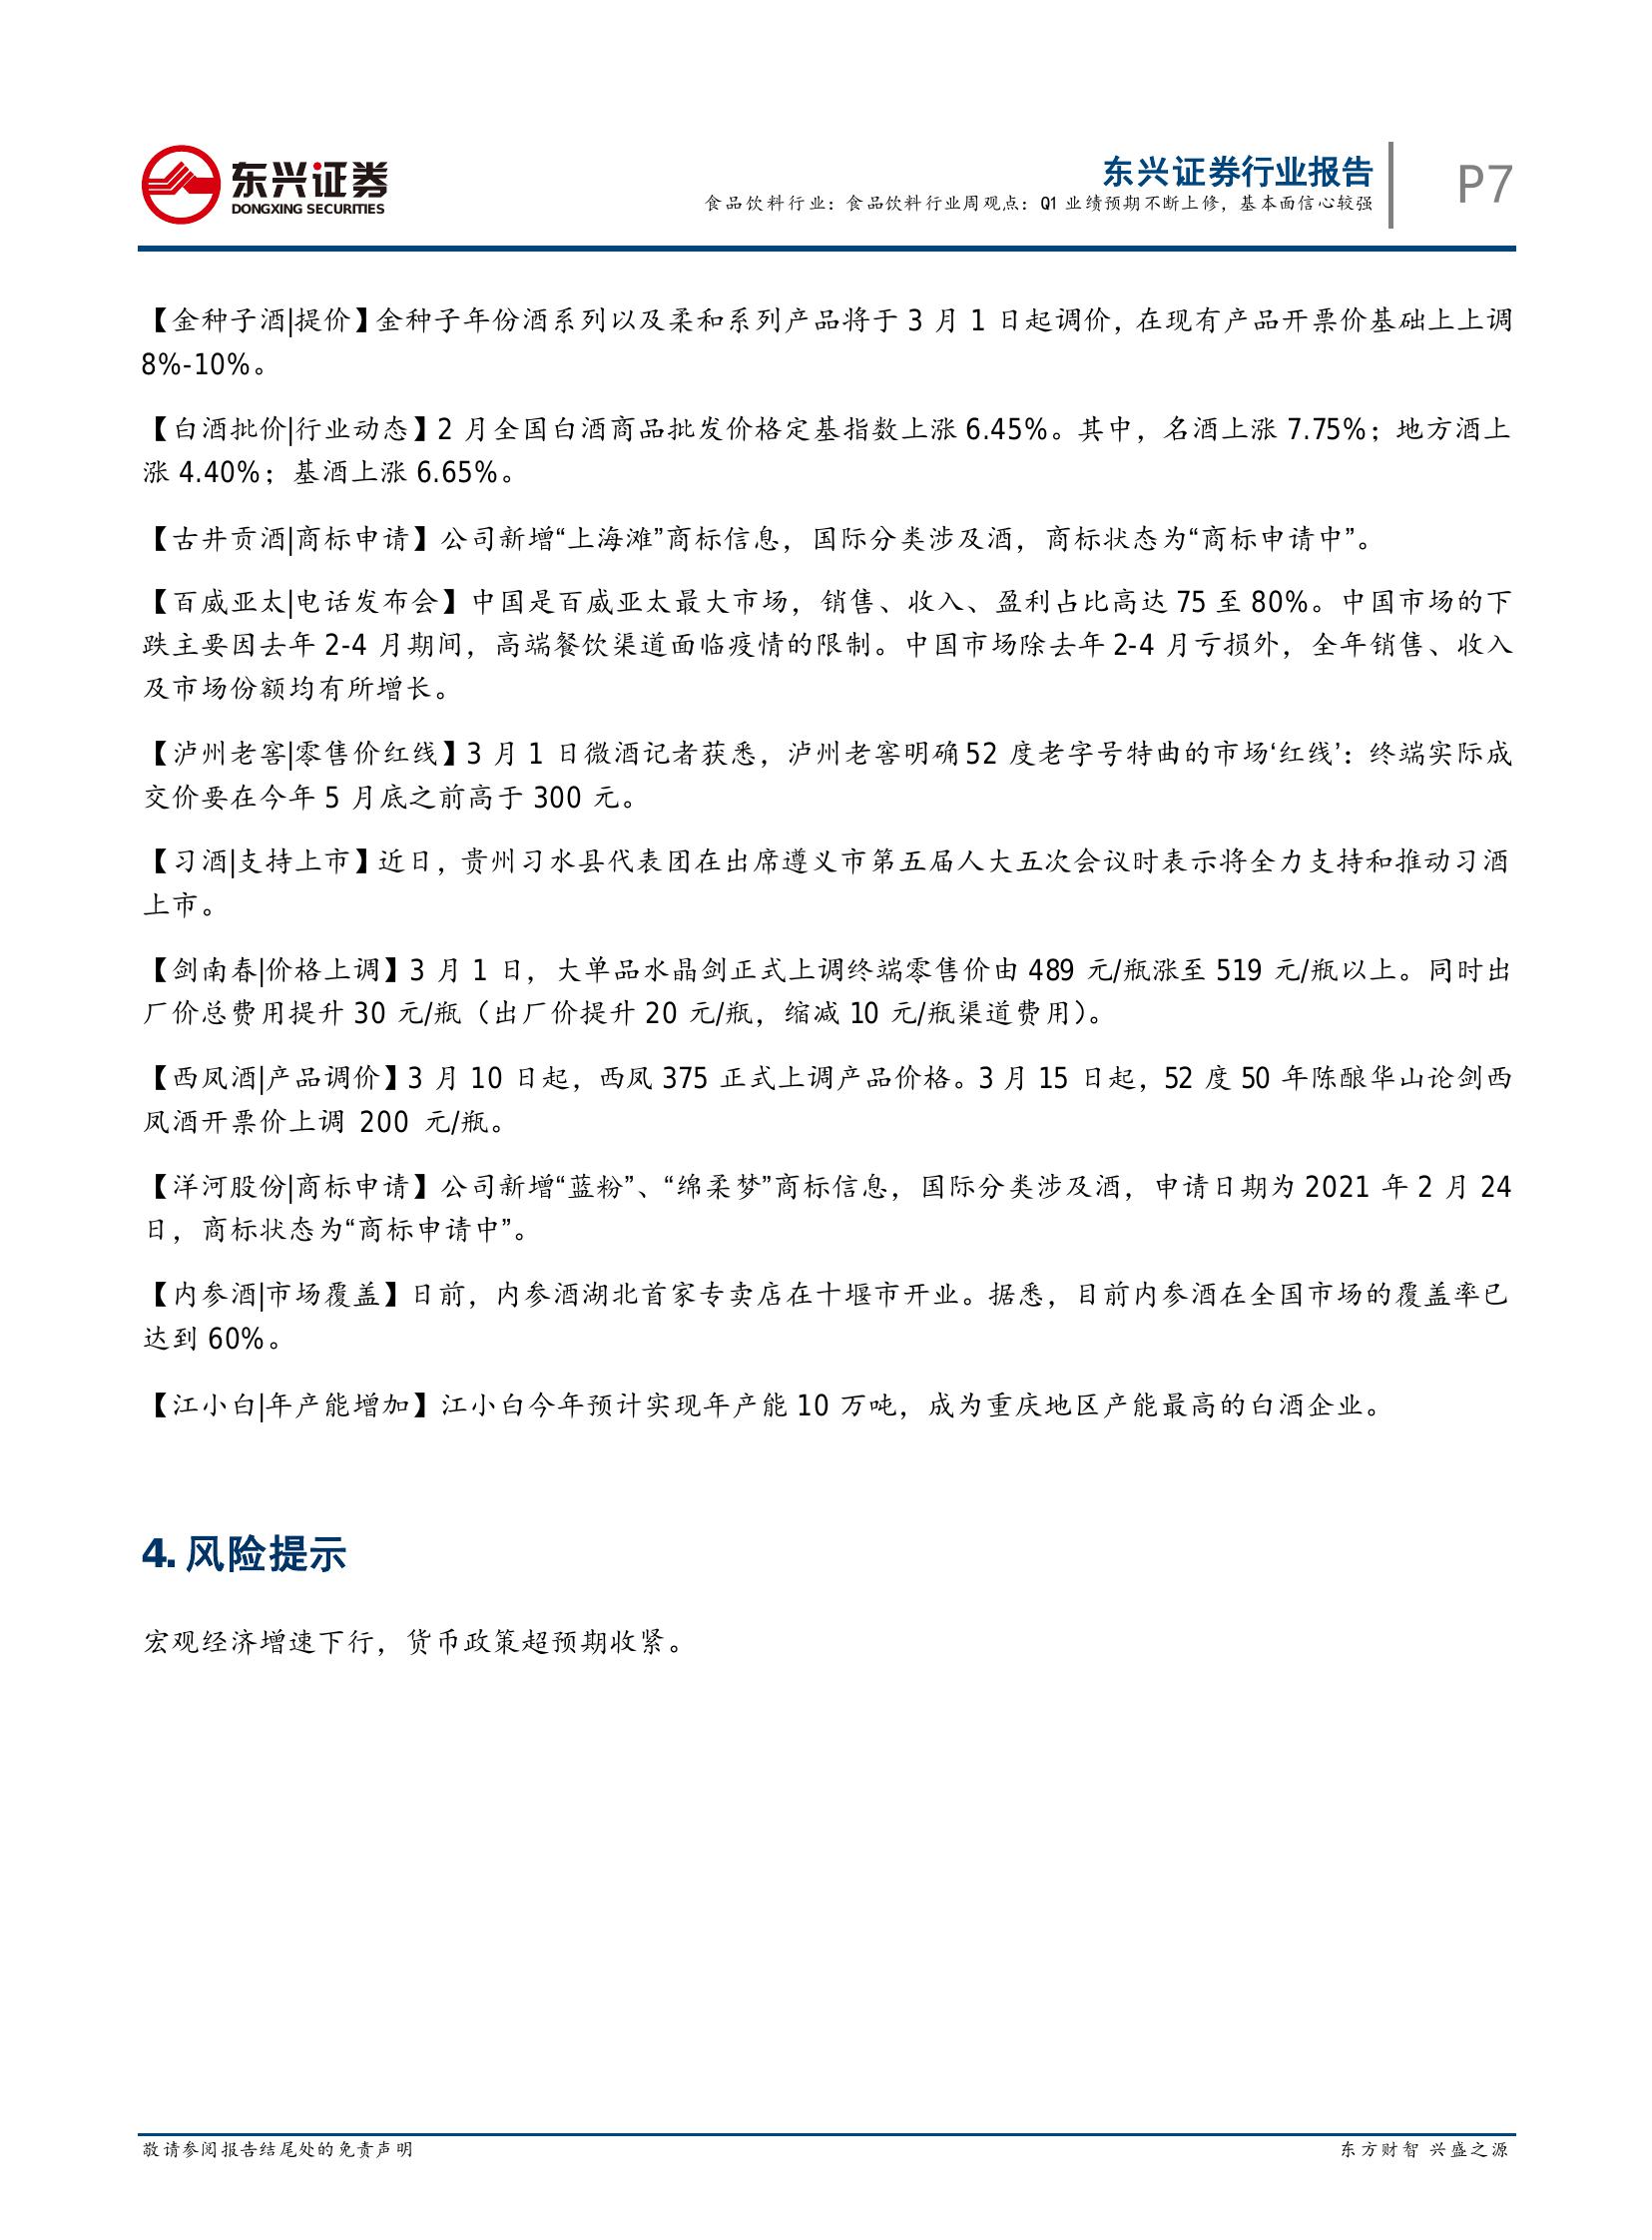 东兴证券
DONGXING SECURITIES
东兴证券行业报告
食品饮料行业：食品饮料行业周观点：Q1 业绩预期不断上修，基本面信心较强
P7
【金种子酒|提价】金种子年份酒系列以及柔和系列产品将于 3 月 1 日起调价，在现有产品开票价基础上上调
8%-10%。
【白酒批价|行业动态】2 月全国白酒商品批发价格定基指数上涨 6.45%。其中，名酒上涨 7.75%；地方酒上
涨 4.40%；基酒上涨 6.65%。
【古井贡酒|商标申请】公司新增“上海滩”商标信息，国际分类涉及酒，商标状态为“商标申请中”。
【百威亚太|电话发布会】中国是百威亚太最大市场，销售、收入、盈利占比高达 75 至 80%。中国市场的下
跌主要因去年 2-4 月期间，高端餐饮渠道面临疫情的限制。中国市场除去年 2-4 月亏损外，全年销售、收入
及市场份额均有所增长。
【泸州老窖|零售价红线】3 月 1 日微酒记者获悉，泸州老窖明确 52 度老字号特曲的市场‘红线’：终端实际成
交价要在今年 5 月底之前高于 300 元。
【习酒|支持上市】近日，贵州习水县代表团在出席遵义市第五届人大五次会议时表示将全力支持和推动习酒
上市。
【剑南春|价格上调】3 月 1 日，大单品水晶剑正式上调终端零售价由 489 元/瓶涨至 519 元/瓶以上。同时出
厂价总费用提升 30 元/瓶（出厂价提升 20 元/瓶，缩减 10 元/瓶渠道费用）。
【西凤酒|产品调价】3 月 10 日起，西凤 375 正式上调产品价格。3 月 15 日起，52 度 50 年陈酿华山论剑西
凤酒开票价上调 200 元/瓶。
【洋河股份|商标申请】公司新增“蓝粉”、“绵柔梦”商标信息，国际分类涉及酒，申请日期为 2021 年 2 月 24
日，商标状态为“商标申请中”。
【内参酒|市场覆盖】日前，内参酒湖北首家专卖店在十堰市开业。据悉，目前内参酒在全国市场的覆盖率已
达到 60%。
【江小白|年产能增加】江小白今年预计实现年产能 10 万吨，成为重庆地区产能最高的白酒企业。
4. 风险提示
宏观经济增速下行，货币政策超预期收紧。
敬请参阅报告结尾处的免责声明
东方财智 兴盛之源